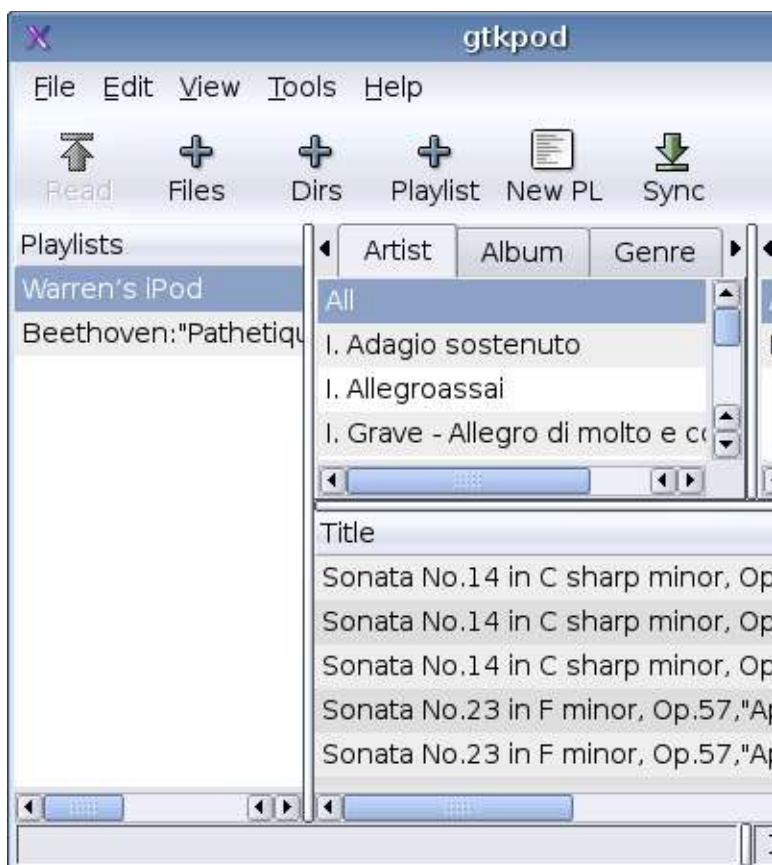 gtkpod
File Edit View Tools Help
Read Files Dirs Playlist New PL Sync
Playlists
Warren's iPod
Beethoven:"Pathetiqu
Artist Album Genre
All
I. Adagio sostenuto
I. Allegroassai
I. Grave - Allegro di molto e co
Title
Sonata No.14 in C sharp minor, Op
Sonata No.14 in C sharp minor, Op
Sonata No.14 in C sharp minor, Op
Sonata No.23 in F minor, Op.57,"Ap
Sonata No.23 in F minor, Op.57,"Ap